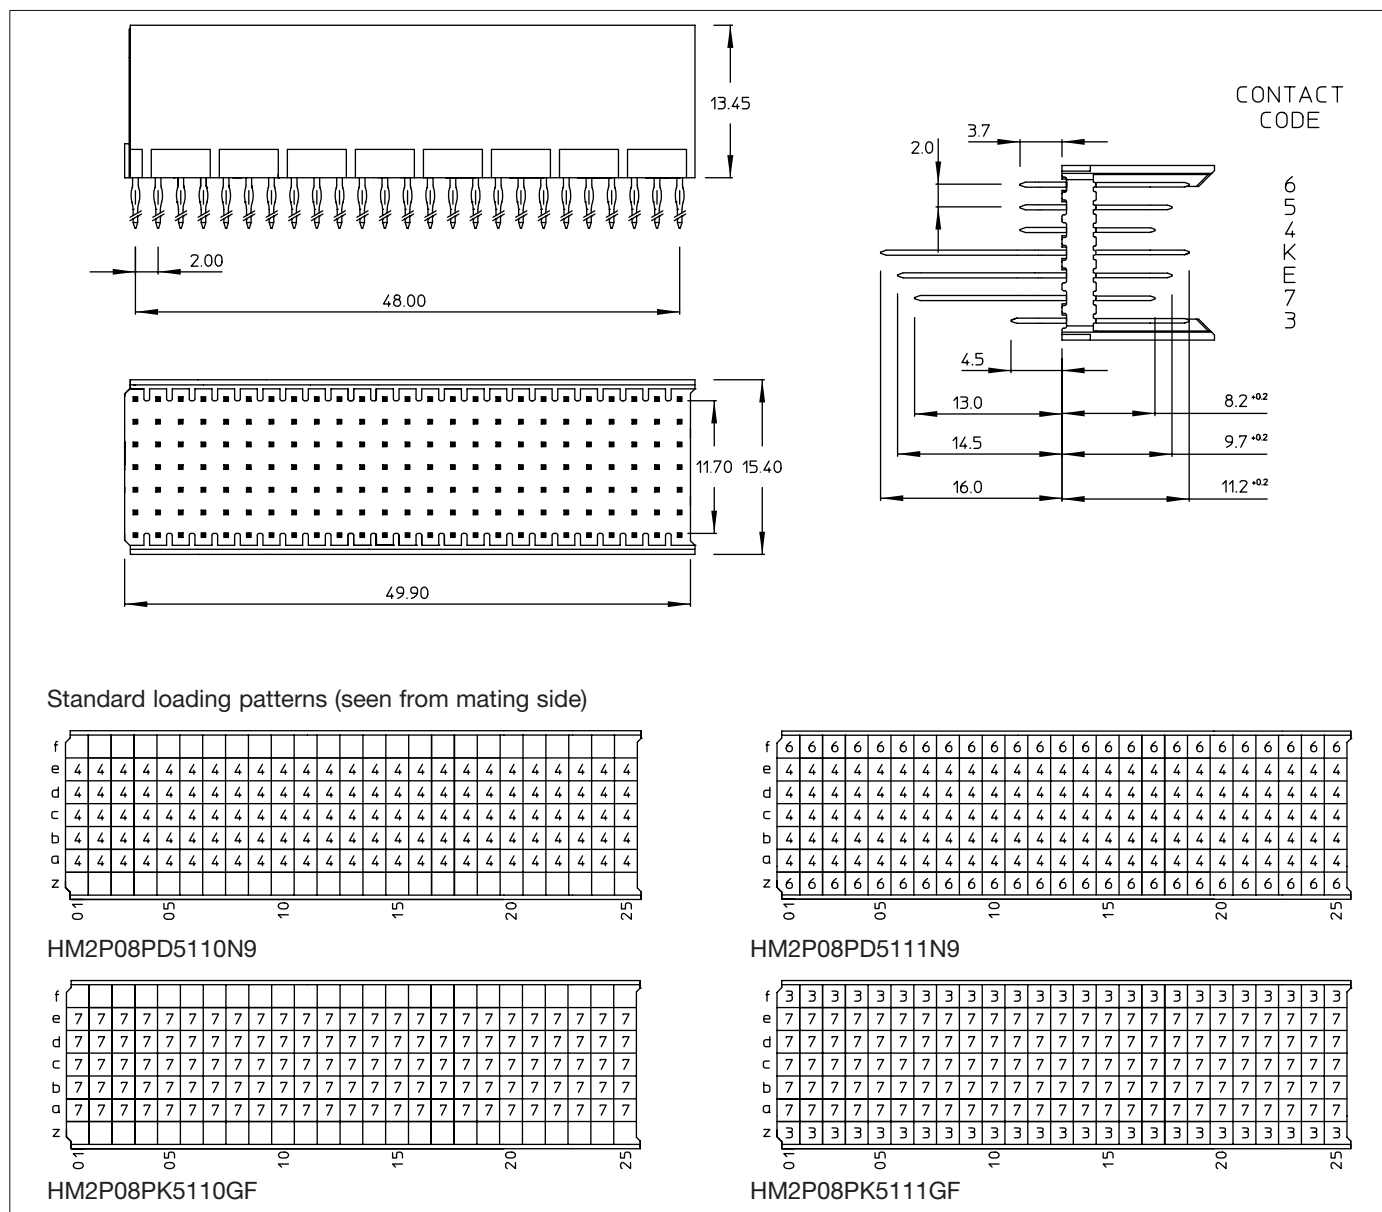 13.45
2.00
48.00
11.70 15.40
49.90
CONTACT
CODE
3.7
2.0
6
5
4
K
E
7
3
4.5
13.0 8.2 +0.2
14.5 9.7 +0.2
16.0 11.2 +0.2
Standard loading patterns (seen from mating side)
f
e 4 4 4 4 4 4 4 4 4 4 4 4 4 4 4 4 4 4 4 4 4 4 4 4 4
d 4 4 4 4 4 4 4 4 4 4 4 4 4 4 4 4 4 4 4 4 4 4 4 4 4
c 4 4 4 4 4 4 4 4 4 4 4 4 4 4 4 4 4 4 4 4 4 4 4 4 4
b 4 4 4 4 4 4 4 4 4 4 4 4 4 4 4 4 4 4 4 4 4 4 4 4 4
a 4 4 4 4 4 4 4 4 4 4 4 4 4 4 4 4 4 4 4 4 4 4 4 4 4
z
01 05 10 15 20 25
HM2P08PD5110N9
f 6 6 6 6 6 6 6 6 6 6 6 6 6 6 6 6 6 6 6 6 6 6 6 6 6
e 4 4 4 4 4 4 4 4 4 4 4 4 4 4 4 4 4 4 4 4 4 4 4 4 4
d 4 4 4 4 4 4 4 4 4 4 4 4 4 4 4 4 4 4 4 4 4 4 4 4 4
c 4 4 4 4 4 4 4 4 4 4 4 4 4 4 4 4 4 4 4 4 4 4 4 4 4
b 4 4 4 4 4 4 4 4 4 4 4 4 4 4 4 4 4 4 4 4 4 4 4 4 4
a 4 4 4 4 4 4 4 4 4 4 4 4 4 4 4 4 4 4 4 4 4 4 4 4 4
z 6 6 6 6 6 6 6 6 6 6 6 6 6 6 6 6 6 6 6 6 6 6 6 6 6
01 05 10 15 20 25
HM2P08PD5111N9
f
e 7 7 7 7 7 7 7 7 7 7 7 7 7 7 7 7 7 7 7 7 7 7 7 7 7
d 7 7 7 7 7 7 7 7 7 7 7 7 7 7 7 7 7 7 7 7 7 7 7 7 7
c 7 7 7 7 7 7 7 7 7 7 7 7 7 7 7 7 7 7 7 7 7 7 7 7 7
b 7 7 7 7 7 7 7 7 7 7 7 7 7 7 7 7 7 7 7 7 7 7 7 7 7
a 7 7 7 7 7 7 7 7 7 7 7 7 7 7 7 7 7 7 7 7 7 7 7 7 7
z
01 05 10 15 20 25
HM2P08PK5110GF
f 3 3 3 3 3 3 3 3 3 3 3 3 3 3 3 3 3 3 3 3 3 3 3 3 3
e 7 7 7 7 7 7 7 7 7 7 7 7 7 7 7 7 7 7 7 7 7 7 7 7 7
d 7 7 7 7 7 7 7 7 7 7 7 7 7 7 7 7 7 7 7 7 7 7 7 7 7
c 7 7 7 7 7 7 7 7 7 7 7 7 7 7 7 7 7 7 7 7 7 7 7 7 7
b 7 7 7 7 7 7 7 7 7 7 7 7 7 7 7 7 7 7 7 7 7 7 7 7 7
a 7 7 7 7 7 7 7 7 7 7 7 7 7 7 7 7 7 7 7 7 7 7 7 7 7
z 3 3 3 3 3 3 3 3 3 3 3 3 3 3 3 3 3 3 3 3 3 3 3 3 3
01 05 10 15 20 25
HM2P08PK5111GF